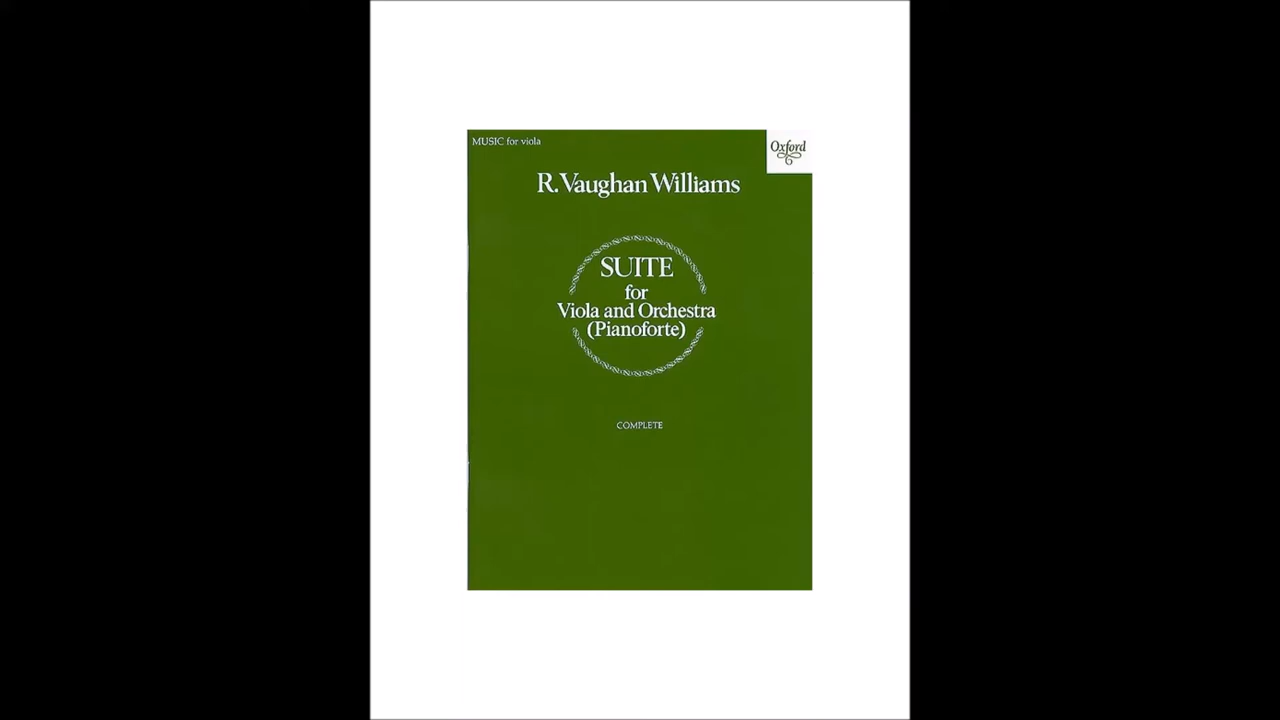 MUSIC for viola
Oxford
R. Vaughan Williams
SUITE
for
Viola and Orchestra
(Pianoforte)
COMPLETE